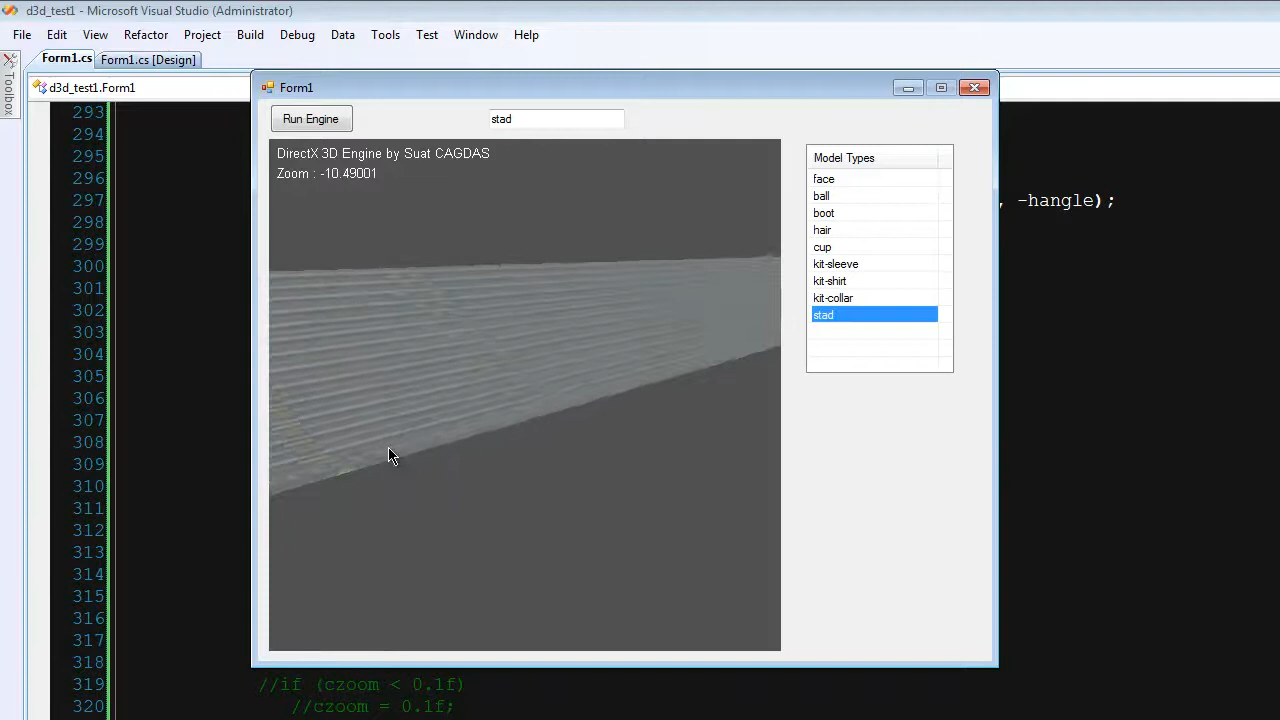 d3d_test1 - Microsoft Visual Studio (Administrator)
File Edit View Refactor Project Build Debug Data Tools Test Window Help
Form1.cs Form1.cs [Design]
Toolbox
d3d_test1.Form1
Form1
Run Engine stad
DirectX 3D Engine by Suat CAGDAS
Zoom : -10.49001
Model Types
face
ball
boot
hair
cup
kit-sleeve
kit-shirt
kit-collar
stad
293
294
295
296
297 , -hangle);
298
299
300
301
302
303
304
305
306
307
308
309
310
311
312
313
314
315
316
317
318
319 //if (czoom < 0.1f)
320 //czoom = 0.1f;